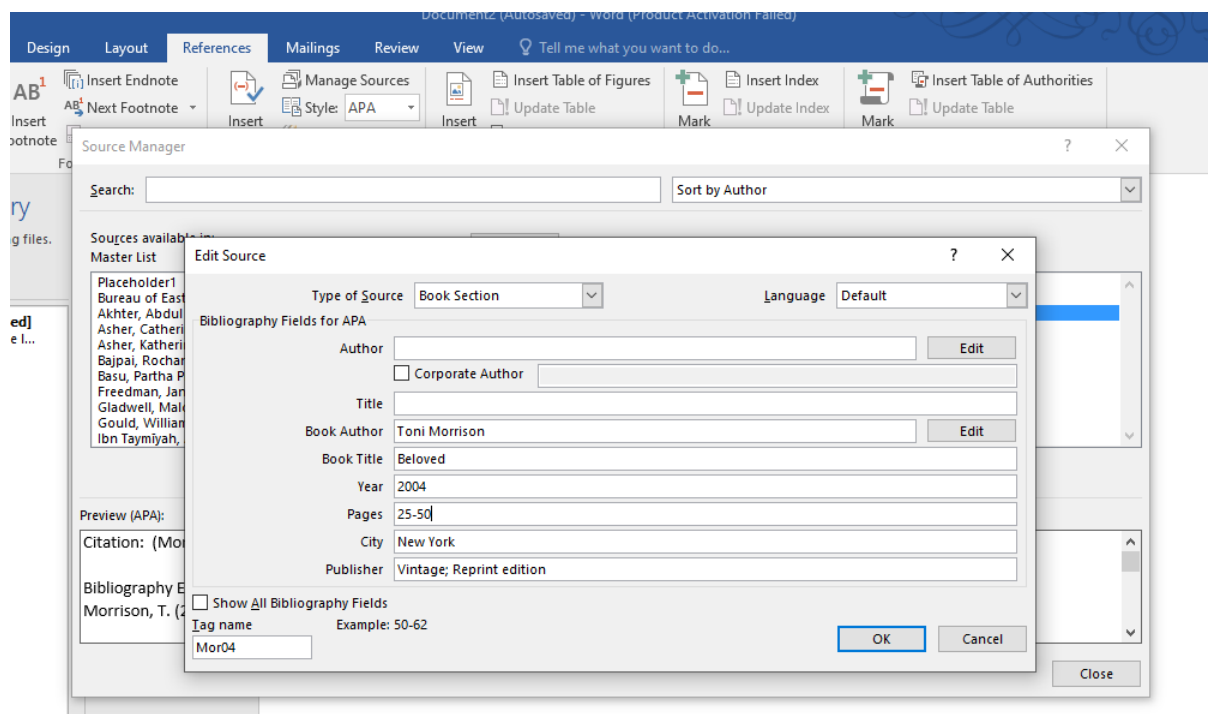 Document2 (Autosaved) - Word (Product Activation Failed)
Design Layout References Mailings Review View Tell me what you want to do...
AB1 Insert Endnote Manage Sources Insert Table of Figures Insert Index Insert Table of Authorities
AB Next Footnote Style: APA Update Table Update Index Update Table
Insert Insert Insert Mark Mark
ootnote
Fo
Source Manager ?
Search: Sort by Author
ry
g files.
Sources available in:
Master List
Edit Source ?
Placeholder1
Bureau of East
Akhter, Abdul
Asher, Catheri
Asher, Katheri
Bajpai, Rochar
Basu, Partha P
Freedman, Jan
Gladwell, Malc
Gould, William
Ibn Taymīyah,
ed]
e I...
Type of Source Book Section Language Default
Bibliography Fields for APA
Author Edit
Corporate Author
Title
Book Author Toni Morrison Edit
Book Title Beloved
Year 2004
Pages 25-50
City New York
Publisher Vintage; Reprint edition
Show All Bibliography Fields
Tag name Example: 50-62
Mor04
OK Cancel
Preview (APA):
Citation: (Mo
Bibliography E
Morrison, T. (2
Close